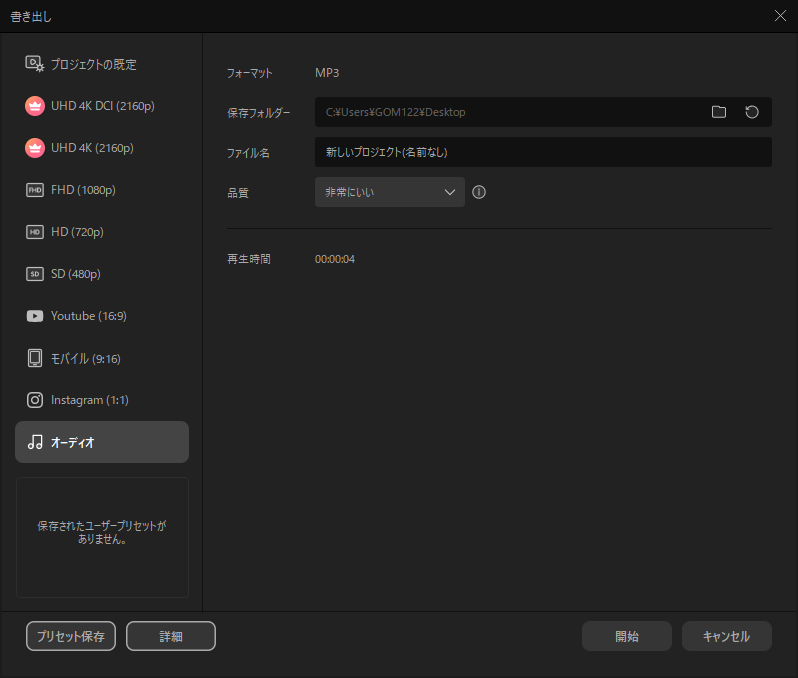 書き出し
プロジェクトの既定
UHD 4K DCI (2160p)
UHD 4K (2160p)
FHD FHD (1080p)
HD HD (720p)
SD SD (480p)
Youtube (16:9)
モバイル (9:16)
Instagram (1:1)
オーディオ
保存されたユーザープリセットが
ありません。
フォーマット MP3
保存フォルダー C:¥Users¥GOM122¥Desktop
ファイル名 新しいプロジェクト(名前なし)
品質 非常にいい
再生時間 00:00:04
プリセット保存 詳細 開始 キャンセル